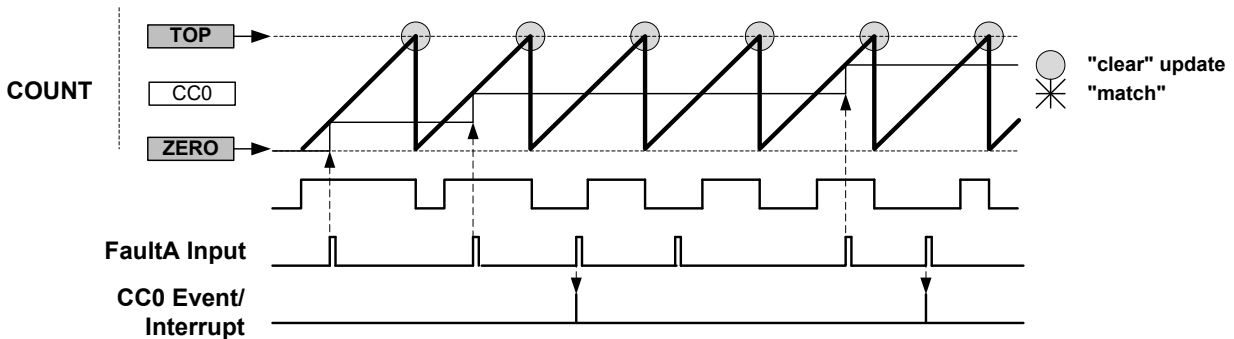 TOP
COUNT
CC0
ZERO
"clear" update
"match"
FaultA Input
CC0 Event/
Interrupt